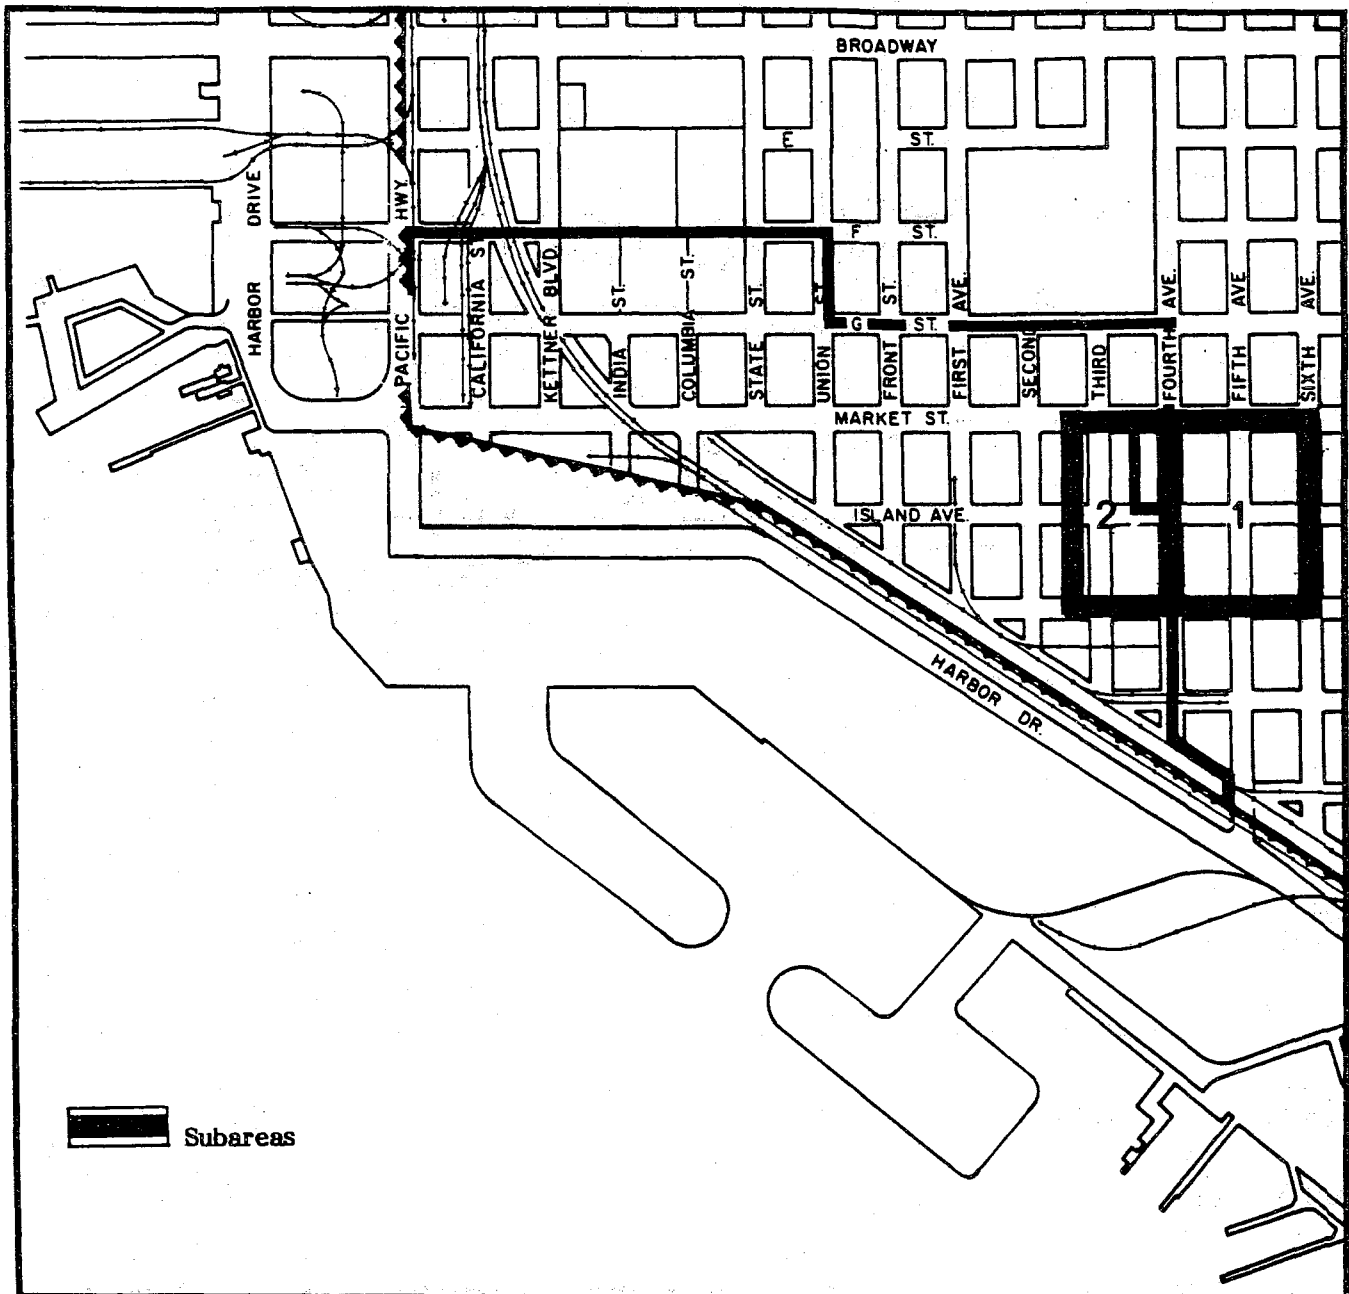 BROADWAY
E ST.
F ST.
G ST.
MARKET ST.
ISLAND AVE.
HARBOR DRIVE
PACIFIC HWY.
CALIFORNIA ST.
KETTNER BLVD.
INDIA ST.
COLUMBIA ST.
STATE ST.
UNION ST.
FRONT ST.
FIRST AVE.
SECOND
THIRD
FOURTH AVE.
FIFTH AVE
SIXTH AVE.
2
1
HARBOR DR.
Subareas